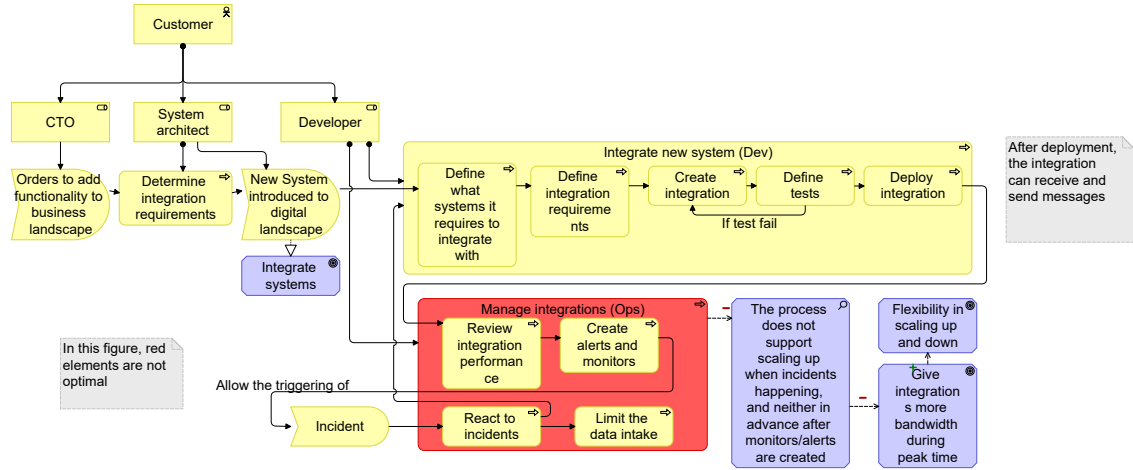 Customer
CTO
System
architect
Developer
Orders to add
functionality to
business
landscape
Determine
integration
requirements
New System
introduced to
digital
landscape
Integrate
systems
Integrate new system (Dev)
Define
what
systems it
requires to
integrate
with
Define
integration
requireme
nts
Create
integration
Define
tests
If test fail
Deploy
integration
After deployment,
the integration
can receive and
send messages
Manage integrations (Ops)
Review
integration
performan
ce
Create
alerts and
monitors
React to
incidents
Limit the
data intake
Allow the triggering of
Incident
In this figure, red
elements are not
optimal
The process
does not
support
scaling up
when incidents
happening,
and neither in
advance after
monitors/alerts
are created
Flexibility in
scaling up
and down
Give
integration
s more
bandwidth
during
peak time